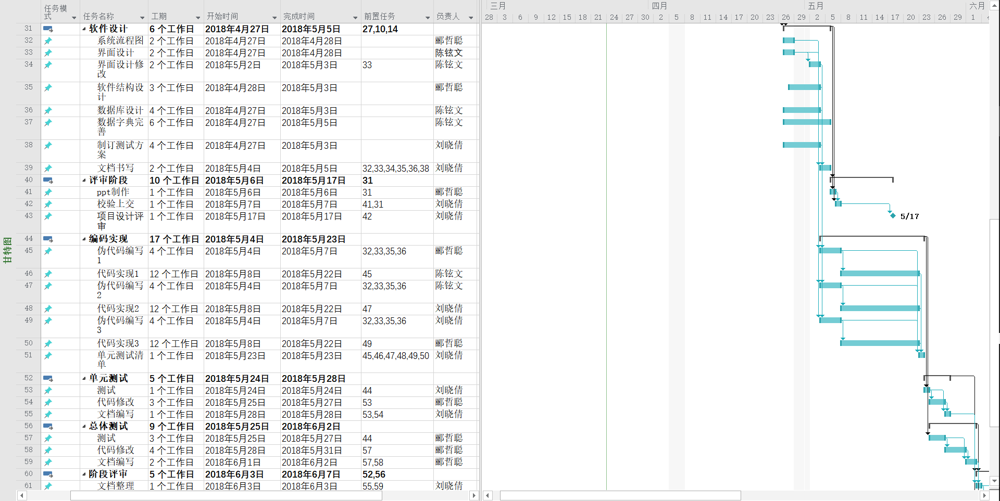 任务模式 任务名称 工期 开始时间 完成时间 前置任务 负责人
三月 四月 五月 六月
28 3 6 9 12 15 18 21 24 27 30 2 5 8 11 14 17 20 23 26 29 2 5 8 11 14 17 20 23 26 29 1
31 软件设计 6 个工作日 2018年4月27日 2018年5月5日 27,10,14
32 系统流程图 2 个工作日 2018年4月27日 2018年4月28日 郦哲聪
33 界面设计 2 个工作日 2018年4月27日 2018年4月28日 陈铉文
34 界面设计修改 2 个工作日 2018年5月2日 2018年5月3日 33 陈铉文
35 软件结构设计 3 个工作日 2018年4月28日 2018年5月3日 郦哲聪
36 数据库设计 4 个工作日 2018年4月27日 2018年5月3日 陈铉文
37 数据字典完善 6 个工作日 2018年4月27日 2018年5月5日 陈铉文
38 制订测试方案 4 个工作日 2018年4月27日 2018年5月3日 刘晓倩
39 文档书写 2 个工作日 2018年5月4日 2018年5月5日 32,33,34,35,36,38 刘晓倩
40 评审阶段 10 个工作日 2018年5月6日 2018年5月17日 31
41 ppt制作 1 个工作日 2018年5月6日 2018年5月6日 31 郦哲聪
42 校验上交 1 个工作日 2018年5月7日 2018年5月7日 41,31 刘晓倩
43 项目设计评审 1 个工作日 2018年5月17日 2018年5月17日 42 刘晓倩 5/17
44 编码实现 17 个工作日 2018年5月4日 2018年5月23日
45 伪代码编写1 4 个工作日 2018年5月4日 2018年5月7日 32,33,35,36 郦哲聪
46 代码实现1 12 个工作日 2018年5月8日 2018年5月22日 45 陈铉文
47 伪代码编写2 4 个工作日 2018年5月4日 2018年5月7日 32,33,35,36 陈铉文
48 代码实现2 12 个工作日 2018年5月8日 2018年5月22日 47 刘晓倩
49 伪代码编写3 4 个工作日 2018年5月4日 2018年5月7日 32,33,35,36 刘晓倩
50 代码实现3 12 个工作日 2018年5月8日 2018年5月22日 49 郦哲聪
51 单元测试清单 1 个工作日 2018年5月23日 2018年5月23日 45,46,47,48,49,50 刘晓倩
52 单元测试 5 个工作日 2018年5月24日 2018年5月28日
53 测试 1 个工作日 2018年5月24日 2018年5月24日 44 刘晓倩
54 代码修改 3 个工作日 2018年5月25日 2018年5月27日 53 郦哲聪
55 文档编写 1 个工作日 2018年5月28日 2018年5月28日 53,54 刘晓倩
56 总体测试 9 个工作日 2018年5月25日 2018年6月2日
57 测试 3 个工作日 2018年5月25日 2018年5月27日 44 郦哲聪
58 代码修改 4 个工作日 2018年5月28日 2018年5月31日 57 郦哲聪
59 文档编写 2 个工作日 2018年6月1日 2018年6月2日 57,58 郦哲聪
60 阶段评审 5 个工作日 2018年6月3日 2018年6月7日 52,56
61 文档整理 1 个工作日 2018年6月3日 2018年6月3日 55,59 刘晓倩
甘特图